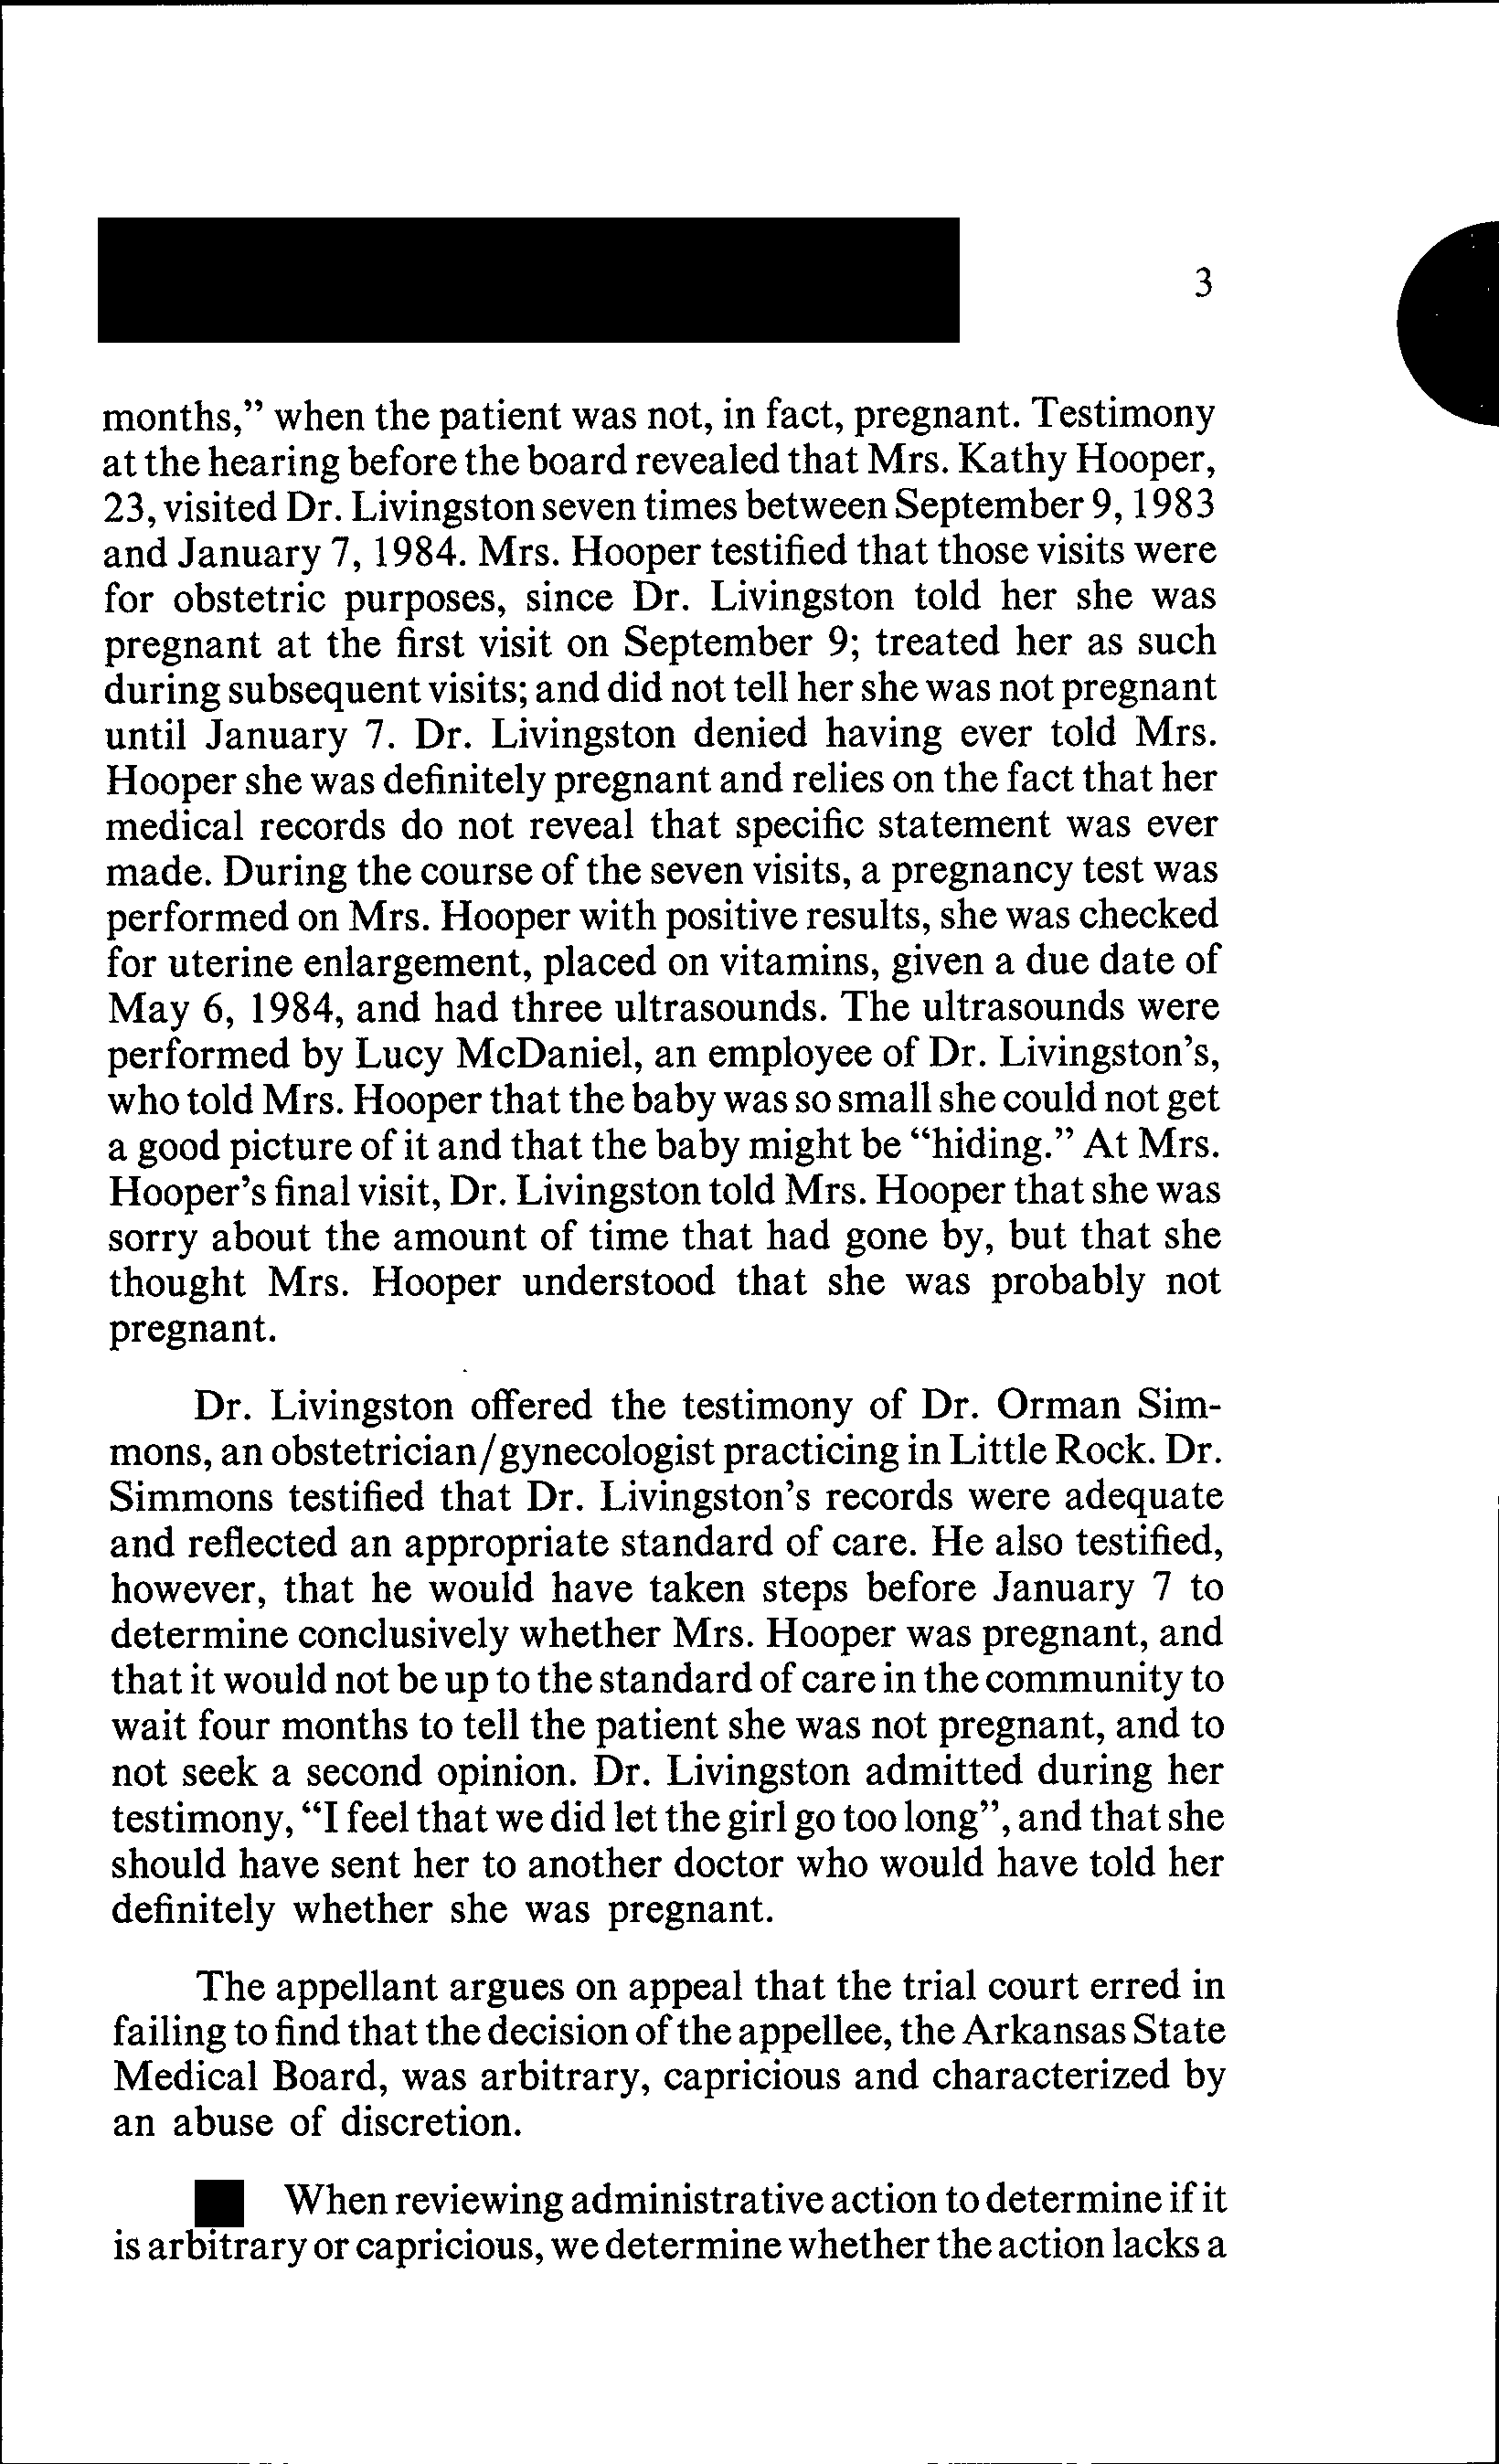 3
months,” when the patient was not, in fact, pregnant. Testimony
at the hearing before the board revealed that Mrs. Kathy Hooper,
23, visited Dr. Livingston seven times between September 9, 1983
and January 7, 1984. Mrs. Hooper testified that those visits were
for obstetric purposes, since Dr. Livingston told her she was
pregnant at the first visit on September 9; treated her as such
during subsequent visits; and did not tell her she was not pregnant
until January 7. Dr. Livingston denied having ever told Mrs.
Hooper she was definitely pregnant and relies on the fact that her
medical records do not reveal that specific statement was ever
made. During the course of the seven visits, a pregnancy test was
performed on Mrs. Hooper with positive results, she was checked
for uterine enlargement, placed on vitamins, given a due date of
May 6, 1984, and had three ultrasounds. The ultrasounds were
performed by Lucy McDaniel, an employee of Dr. Livingston’s,
who told Mrs. Hooper that the baby was so small she could not get
a good picture of it and that the baby might be “hiding.” At Mrs.
Hooper’s final visit, Dr. Livingston told Mrs. Hooper that she was
sorry about the amount of time that had gone by, but that she
thought Mrs. Hooper understood that she was probably not
pregnant.
Dr. Livingston offered the testimony of Dr. Orman Sim-
mons, an obstetrician/gynecologist practicing in Little Rock. Dr.
Simmons testified that Dr. Livingston’s records were adequate
and reflected an appropriate standard of care. He also testified,
however, that he would have taken steps before January 7 to
determine conclusively whether Mrs. Hooper was pregnant, and
that it would not be up to the standard of care in the community to
wait four months to tell the patient she was not pregnant, and to
not seek a second opinion. Dr. Livingston admitted during her
testimony, “I feel that we did let the girl go too long”, and that she
should have sent her to another doctor who would have told her
definitely whether she was pregnant.
The appellant argues on appeal that the trial court erred in
failing to find that the decision of the appellee, the Arkansas State
Medical Board, was arbitrary, capricious and characterized by
an abuse of discretion.
When reviewing administrative action to determine if it
is arbitrary or capricious, we determine whether the action lacks a